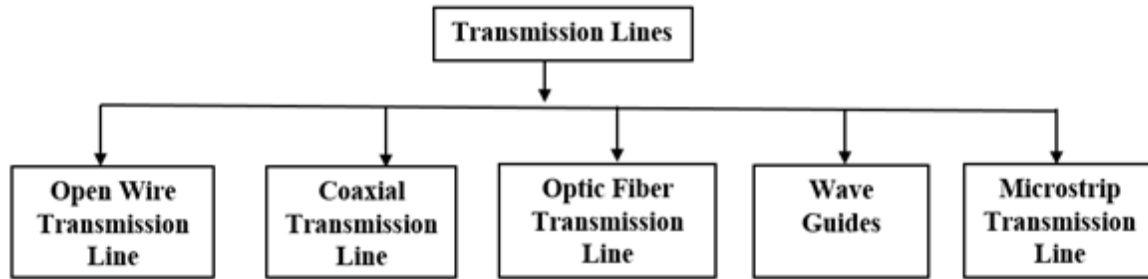 Transmission Lines
Open Wire
Transmission
Line
Coaxial
Transmission
Line
Optic Fiber
Transmission
Line
Wave
Guides
Microstrip
Transmission
Line